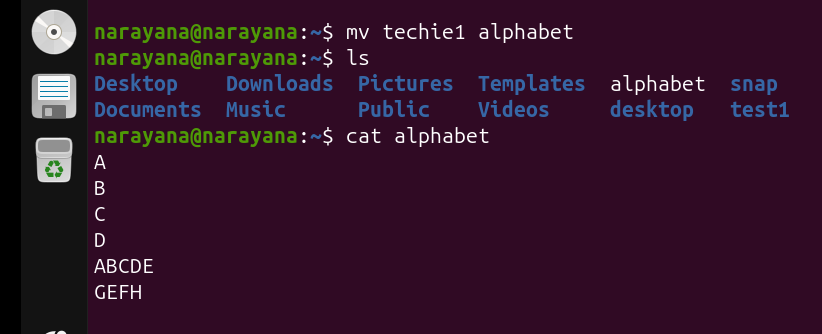 narayana@narayana:~$ mv techie1 alphabet
narayana@narayana:~$ ls
Desktop Downloads Pictures Templates alphabet snap
Documents Music Public Videos desktop test1
narayana@narayana:~$ cat alphabet
A
B
C
D
ABCDE
GEFH